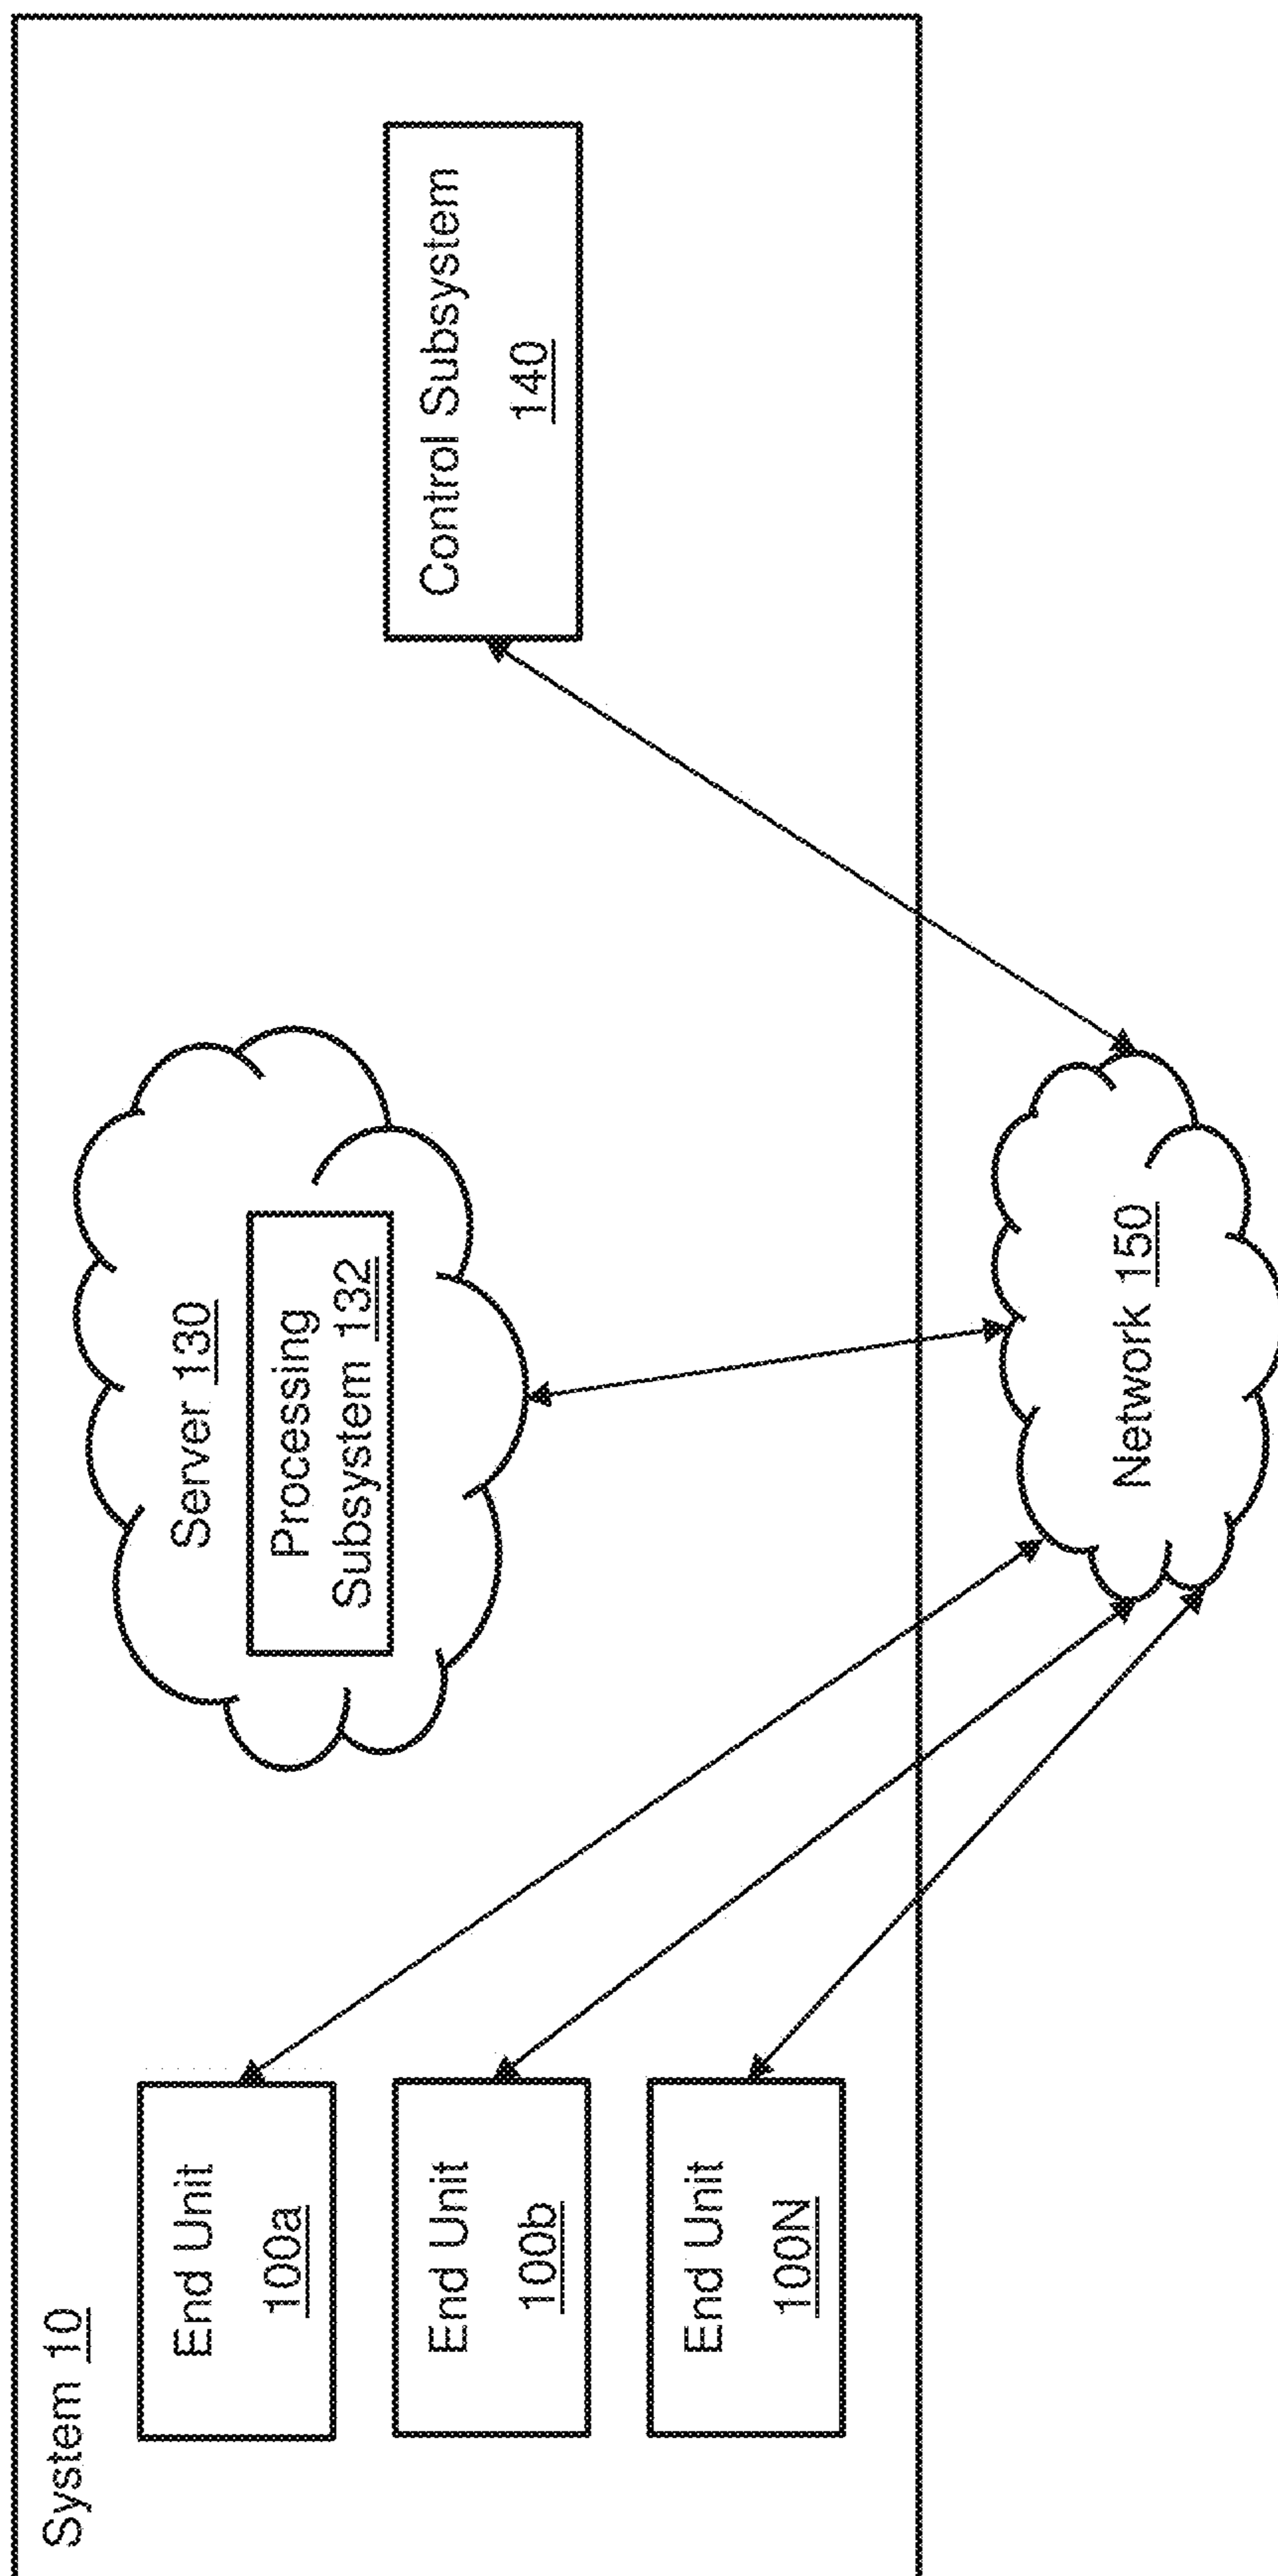 System 10
End Unit
100a
End Unit
100b
End Unit
100N
Server 130
Processing
Subsystem 132
Control Subsystem
140
Network 150